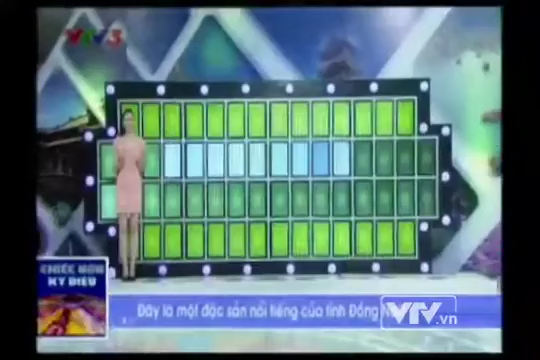 VTV3
CHIẾC NÓN
KỲ DIỆU
Đây là một đặc sản nổi tiếng của tỉnh Đồng
VTV.vn